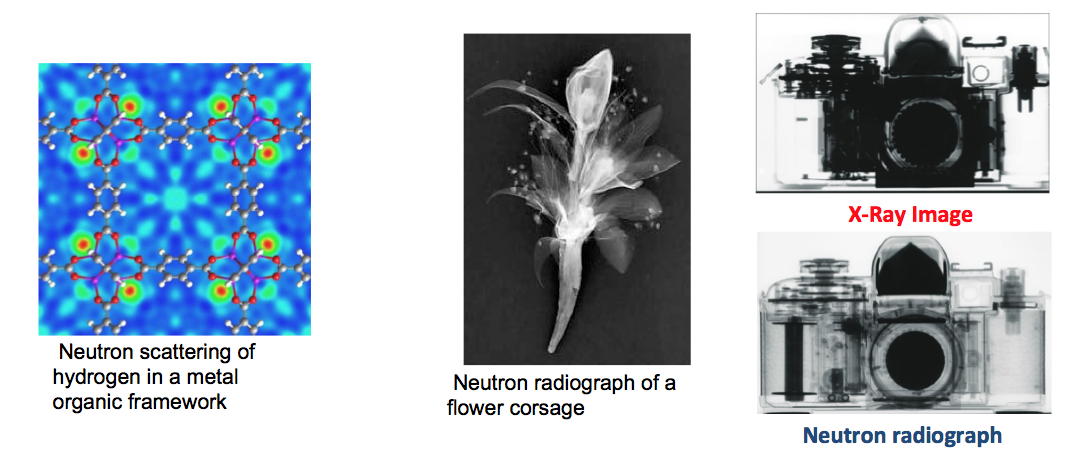 Neutron scattering of
hydrogen in a metal
organic framework
Neutron radiograph of a
flower corsage
X-Ray Image
Neutron radiograph